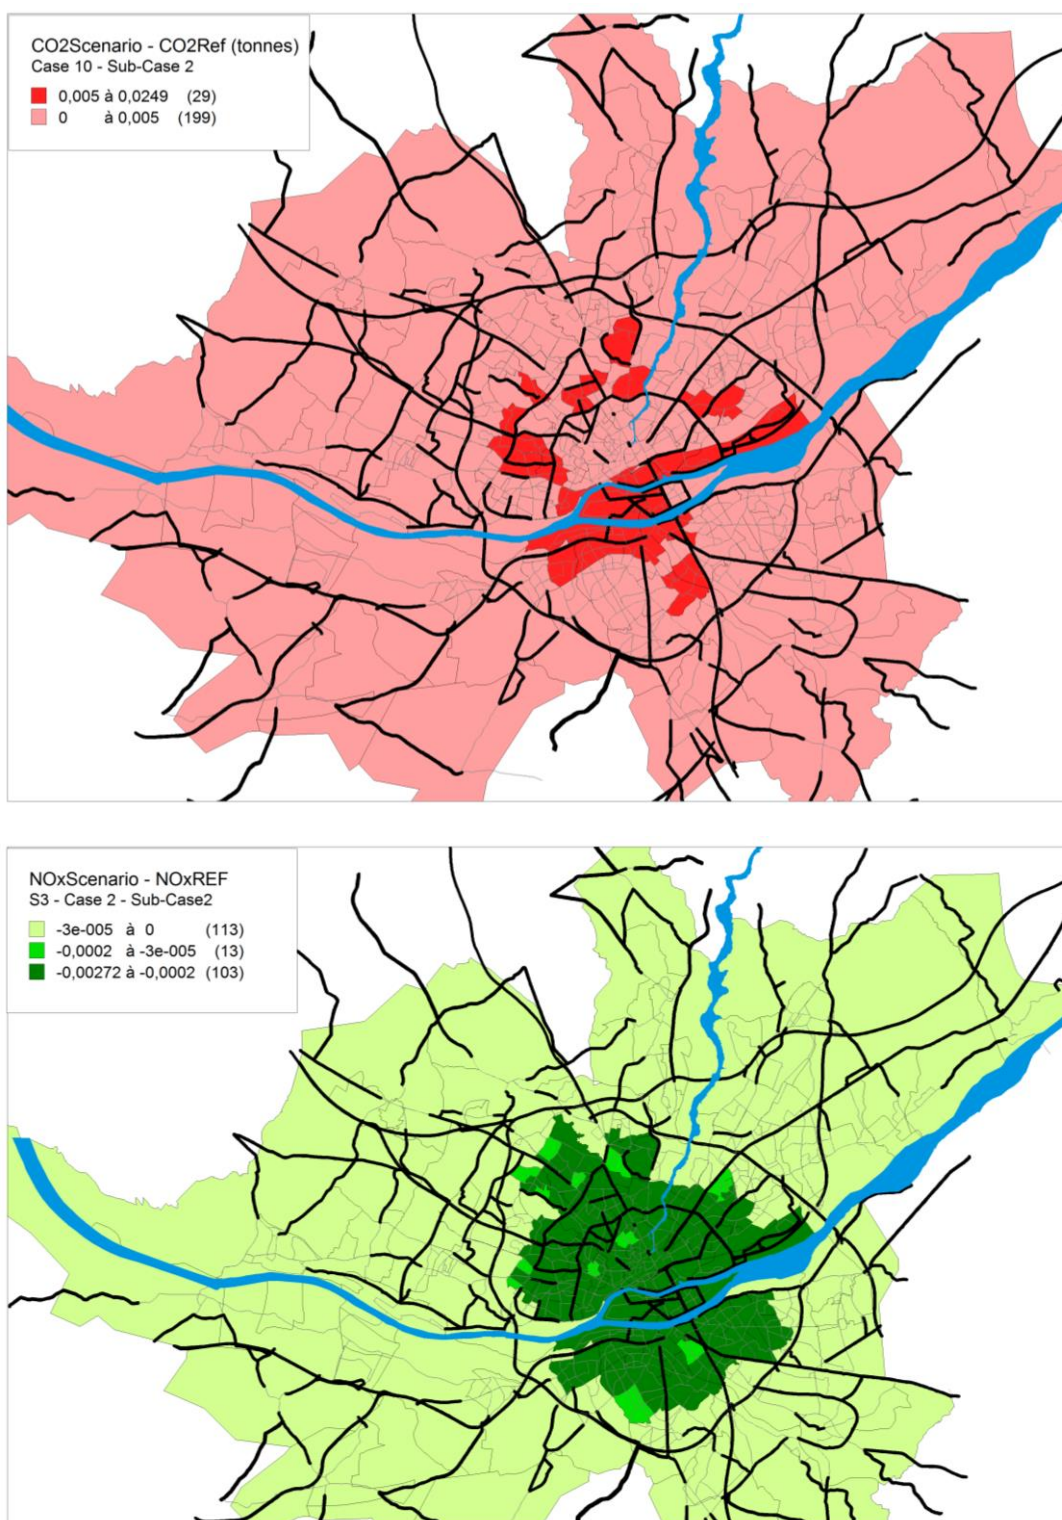 CO2Scenario - CO2Ref (tonnes)
Case 10 - Sub-Case 2
0,005 à 0,0249 (29)
0 à 0,005 (199)
NOxScenario - NOxREF
S3 - Case 2 - Sub-Case2
-3e-005 à 0 (113)
-0,0002 à -3e-005 (13)
-0,00272 à -0,0002 (103)